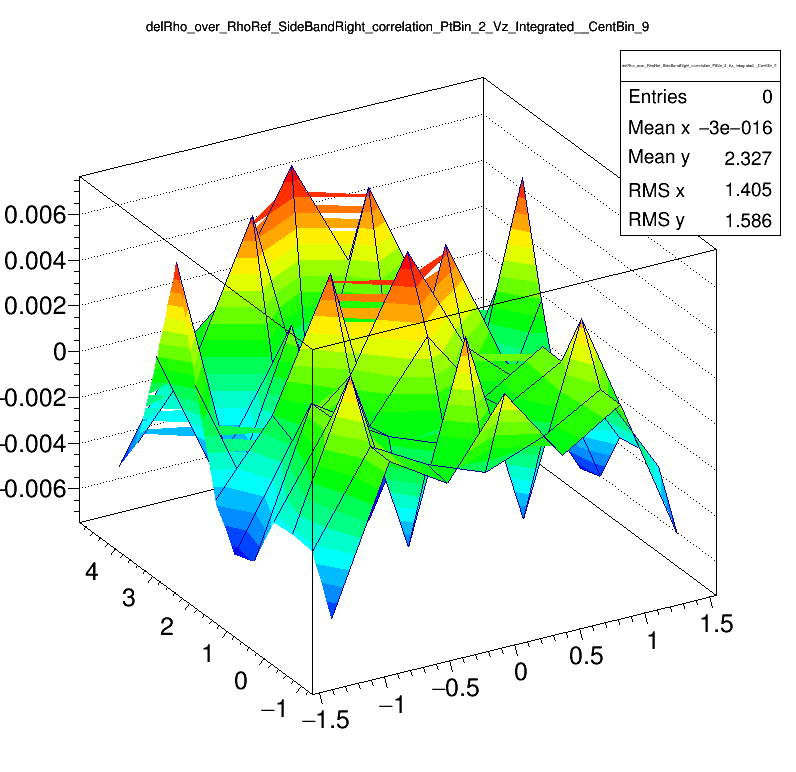 delRho_over_RhoRef_SideBandRight_correlation_PtBin_2_Vz_Integrated__CentBin_9
delRho_over_RhoRef_SideBandRight_correlation_PtBin_2_Vz_Integrated__CentBin_9
Entries 0
Mean x −3e−016
Mean y 2.327
RMS x 1.405
RMS y 1.586
0.006
0.004
0.002
0
−0.002
−0.004
−0.006
4
3
2
1
0
−1
−1.5
−1
−0.5
0
0.5
1
1.5